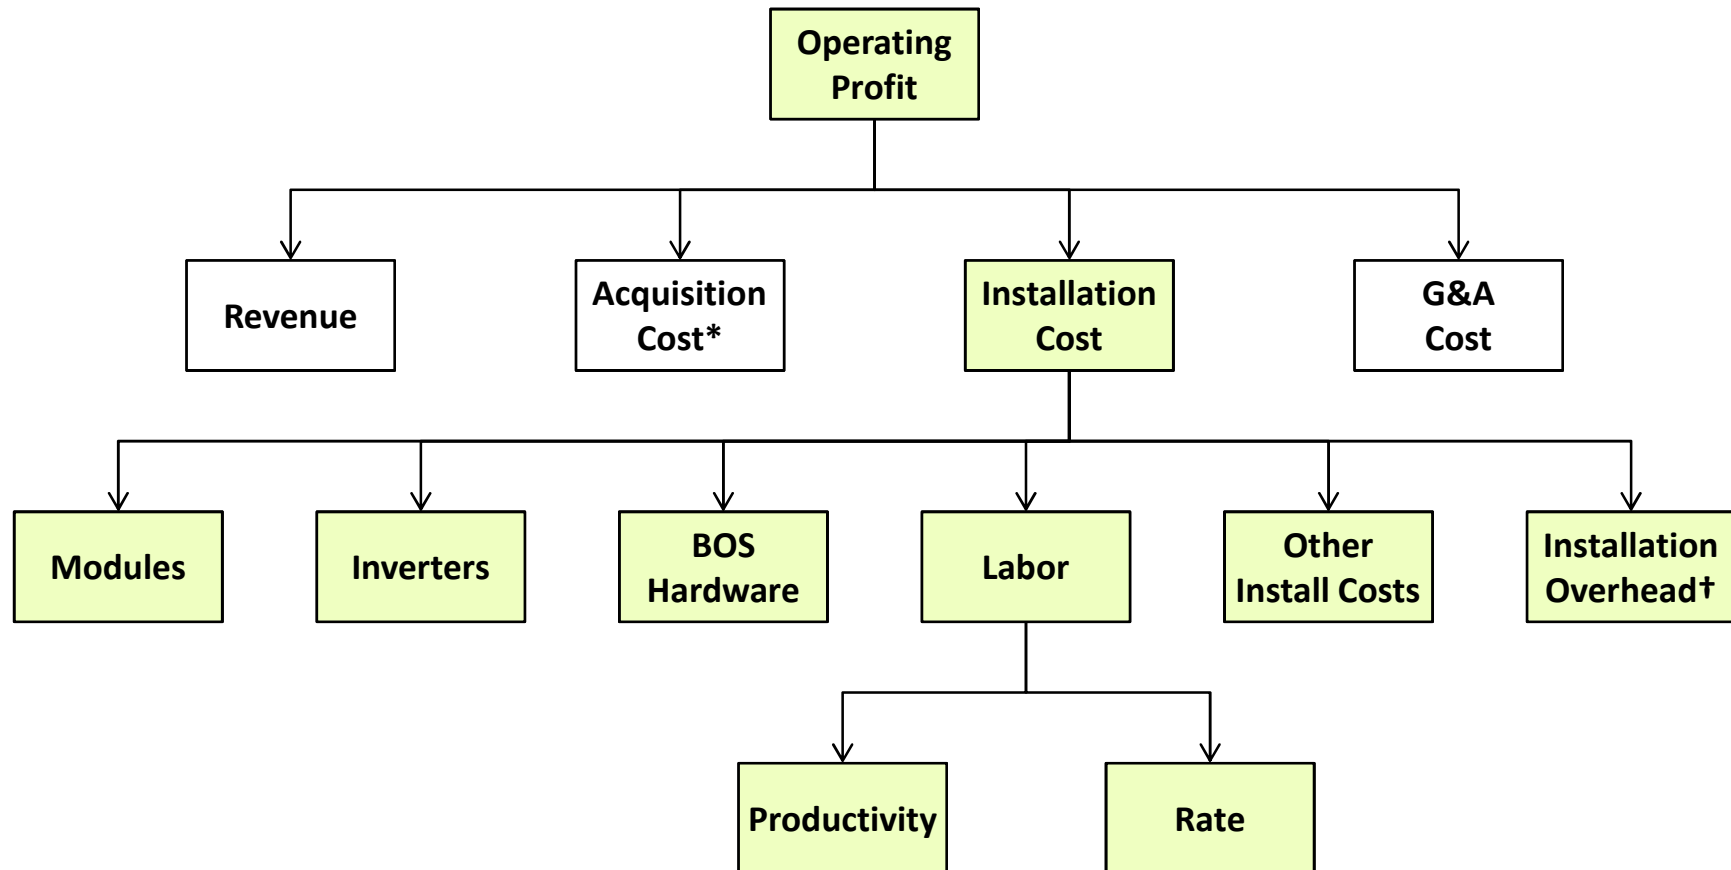 Operating
Profit
Revenue
Acquisition
Cost*
Installation
Cost
G&A
Cost
Modules
Inverters
BOS
Hardware
Labor
Other
Install Costs
Installation
Overhead†
Productivity
Rate